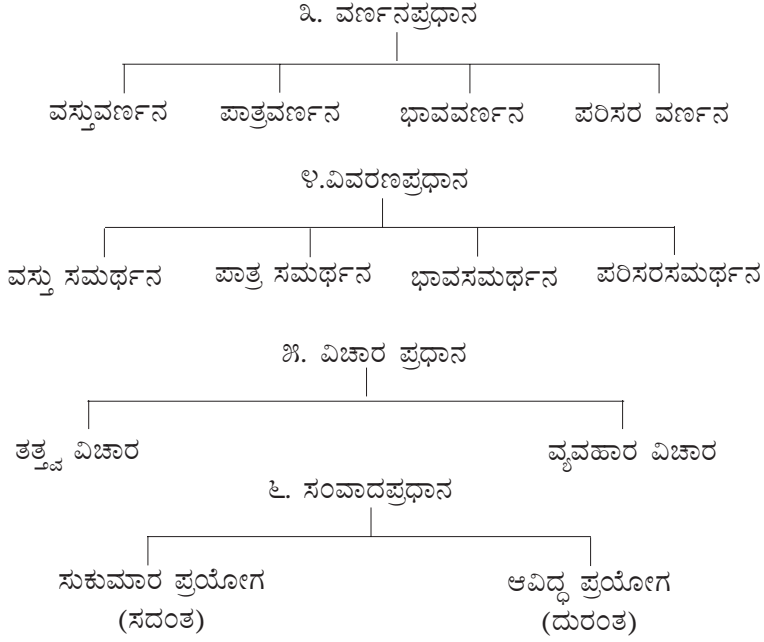 ೩. ವರ್ಣನಪ್ರಧಾನ
ವಸ್ತುವರ್ಣನ ಪಾತ್ರವರ್ಣನ ಭಾವವರ್ಣನ ಪರಿಸರ ವರ್ಣನ
೪.ವಿವರಣಪ್ರಧಾನ
ವಸ್ತು ಸಮರ್ಥನ ಪಾತ್ರ ಸಮರ್ಥನ ಭಾವಸಮರ್ಥನ ಪರಿಸರಸಮರ್ಥನ
೫. ವಿಚಾರ ಪ್ರಧಾನ
ತತ್ತ್ವ ವಿಚಾರ ವ್ಯವಹಾರ ವಿಚಾರ
೬. ಸಂವಾದಪ್ರಧಾನ
ಸುಕುಮಾರ ಪ್ರಯೋಗ ಆವಿದ್ಧ ಪ್ರಯೋಗ
(ಸದಂತ) (ದುರಂತ)